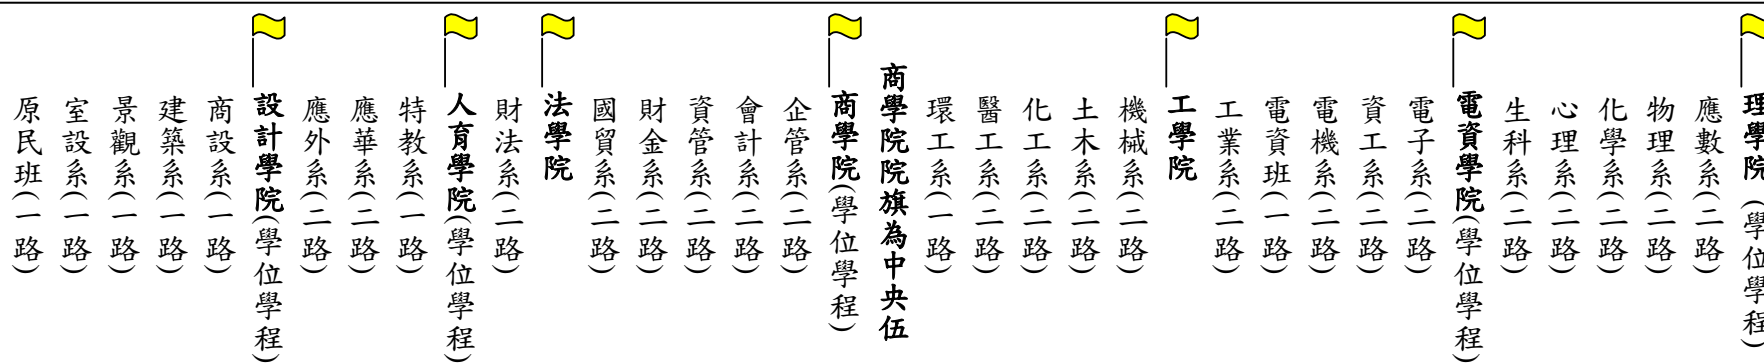 理學院(學位學程)
應數系(二路)
物理系(二路)
化學系(二路)
心理系(二路)
生科系(二路)
電資學院(學位學程)
電子系(二路)
資工系(二路)
電機系(二路)
電資班(一路)
工業系(二路)
工學院
機械系(二路)
土木系(二路)
化工系(二路)
醫工系(二路)
環工系(一路)
商學院院旗為中央伍
商學院(學位學程)
企管系(二路)
會計系(二路)
資管系(二路)
財金系(二路)
國貿系(二路)
法學院
財法系(二路)
人育學院(學位學程)
特教系(一路)
應華系(二路)
應外系(二路)
設計學院(學位學程)
商設系(一路)
建築系(一路)
景觀系(一路)
室設系(一路)
原民班(一路)